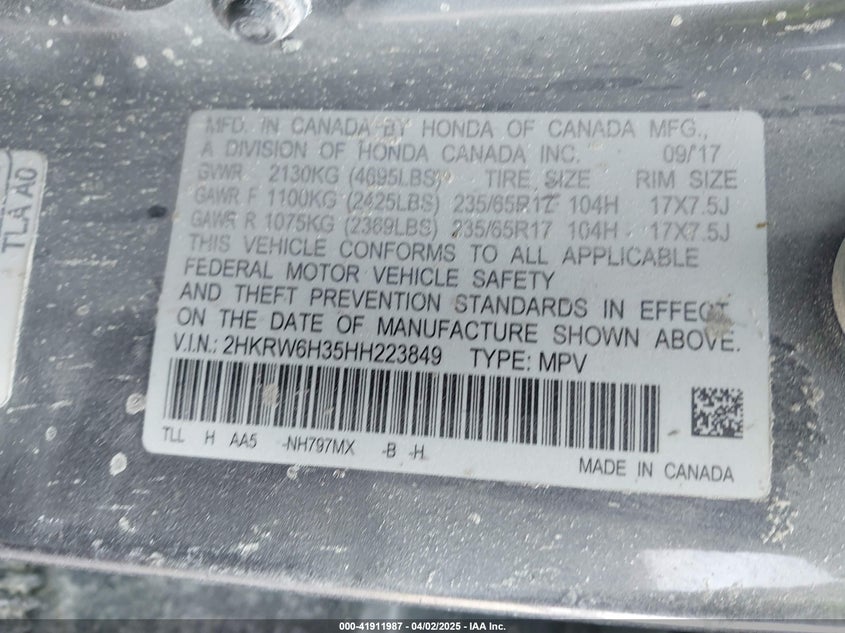 TLA A0
MFD. IN CANADA BY HONDA OF CANADA MFG.,
A DIVISION OF HONDA CANADA INC. 09/17
GVWR 2130KG (4695LBS) TIRE SIZE RIM SIZE
GAWR F 1100KG (2425LBS) 235/65R17 104H 17X7.5J
GAWR R 1075KG (2369LBS) 235/65R17 104H 17X7.5J
THIS VEHICLE CONFORMS TO ALL APPLICABLE
FEDERAL MOTOR VEHICLE SAFETY
AND THEFT PREVENTION STANDARDS IN EFFECT
ON THE DATE OF MANUFACTURE SHOWN ABOVE.
V.I.N.: 2HKRW6H35HH223849 TYPE: MPV
TLL H AA5 -NH797MX -B -H
MADE IN CANADA
000-41911987 - 04/02/2025 - IAA Inc.